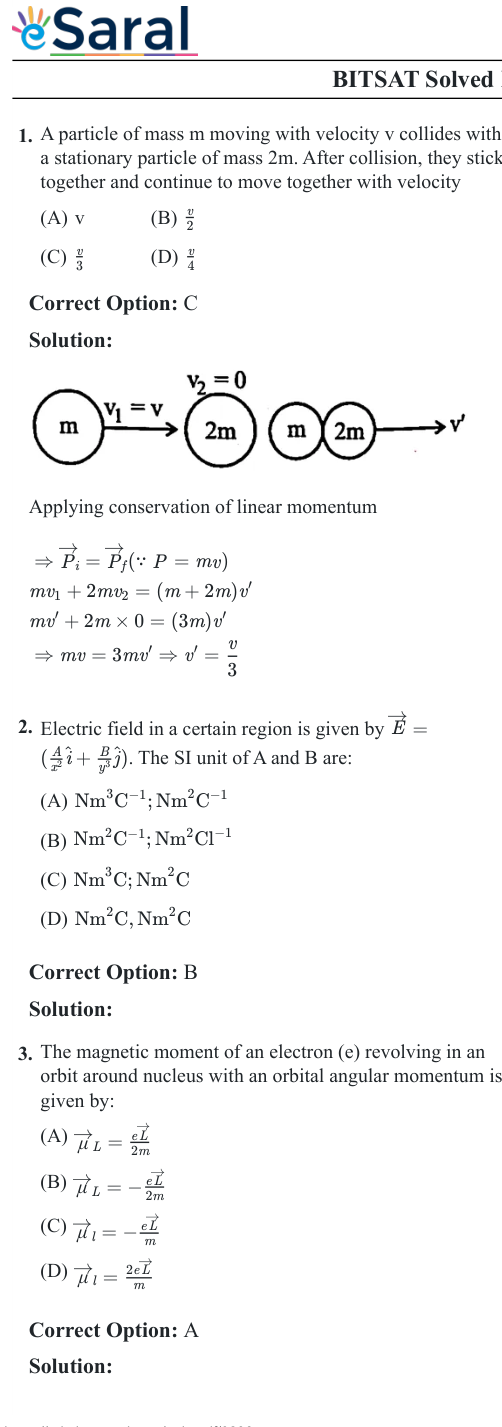 eSaral
BITSAT Solved
1. A particle of mass m moving with velocity v collides with
a stationary particle of mass 2m. After collision, they stick
together and continue to move together with velocity
(A) v (B) v/2
(C) v/3 (D) v/4
Correct Option: C
Solution:
v₂ = 0
m v₁ = v 2m m 2m v′
Applying conservation of linear momentum
⇒ P⃗ᵢ = P⃗f(∵ P = mv)
mv₁ + 2mv₂ = (m + 2m)v′
mv′ + 2m × 0 = (3m)v′
⇒ mv = 3mv′ ⇒ v′ = v/3
2. Electric field in a certain region is given by E⃗ =
(A/x² î + B/y³ ĵ). The SI unit of A and B are:
(A) Nm³C⁻¹; Nm²C⁻¹
(B) Nm²C⁻¹; Nm²Cl⁻¹
(C) Nm³C; Nm²C
(D) Nm²C, Nm²C
Correct Option: B
Solution:
3. The magnetic moment of an electron (e) revolving in an
orbit around nucleus with an orbital angular momentum is
given by:
(A) μ⃗_L = eL⃗/2m
(B) μ⃗_L = −eL⃗/2m
(C) μ⃗_l = −eL⃗/m
(D) μ⃗_l = 2eL⃗/m
Correct Option: A
Solution: